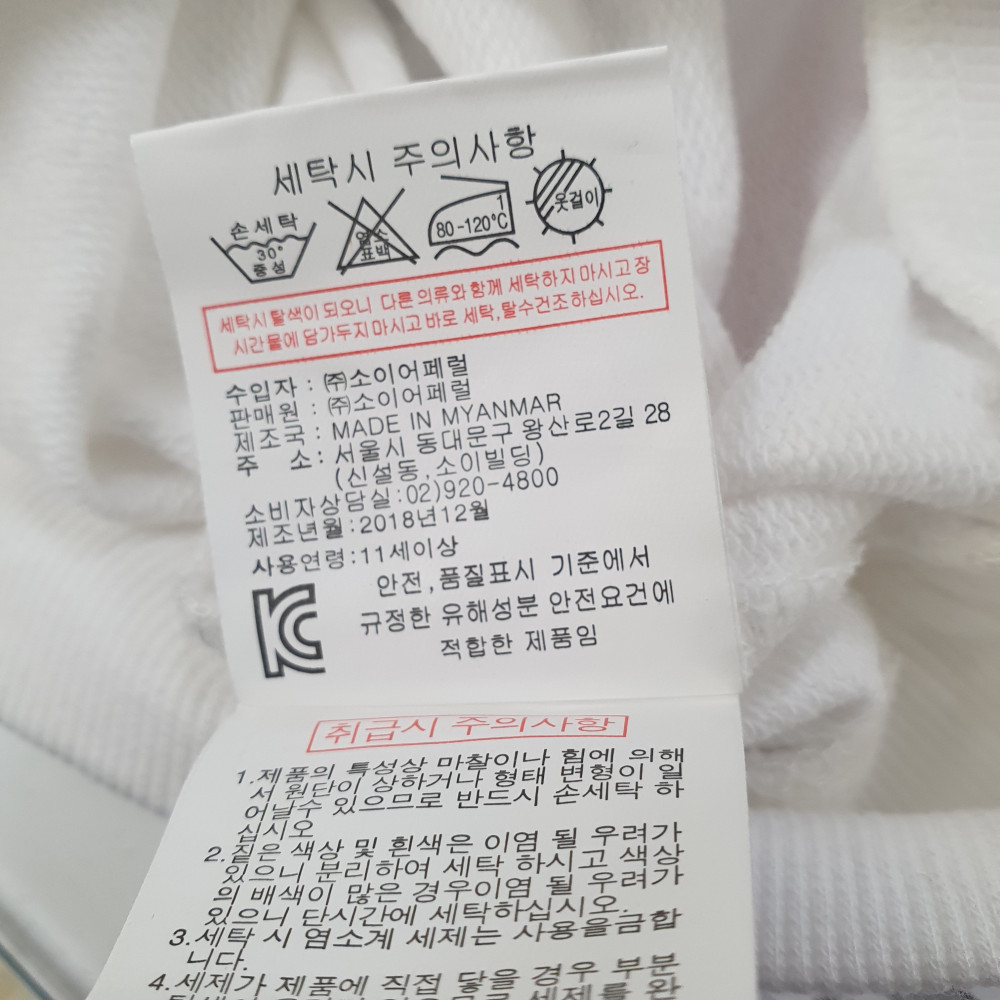 세탁시 주의사항
손세탁
30°
중성
염소
표백
1
80-120°C
옷걸이
세탁시 탈색이 되오니 다른 의류와 함께 세탁하지 마시고 장
시간 물에 담가두지 마시고 바로 세탁, 탈수건조 하십시오.
수입자 : ㈜소이어페럴
판매원 : ㈜소이어페럴
제조국 : MADE IN MYANMAR
주 소: 서울시 동대문구 왕산로2길 28
(신설동,소이빌딩)
소비자상담실:02)920-4800
제조년월:2018년12월
사용연령:11세이상
안전,품질표시 기준에서
규정한 유해성분 안전요건에
적합한 제품임
취급시 주의사항
1.제품의 특성상 마찰이나 힘에 의해
서 원단이 상하거나 형태 변형이 일
어날수 있으므로 반드시 손세탁 하
십시오
2.짙은 색상 및 흰색은 이염 될 우려가
있으니 분리하여 세탁 하시고 색상
의 배색이 많은 경우이염 될 우려가
있으니 단시간에 세탁하십시오.
3.세탁 시 염소계 세제는 사용을금합
니다.
4.세제가 제품에 직접 닿을 경우 부분
세제를 완